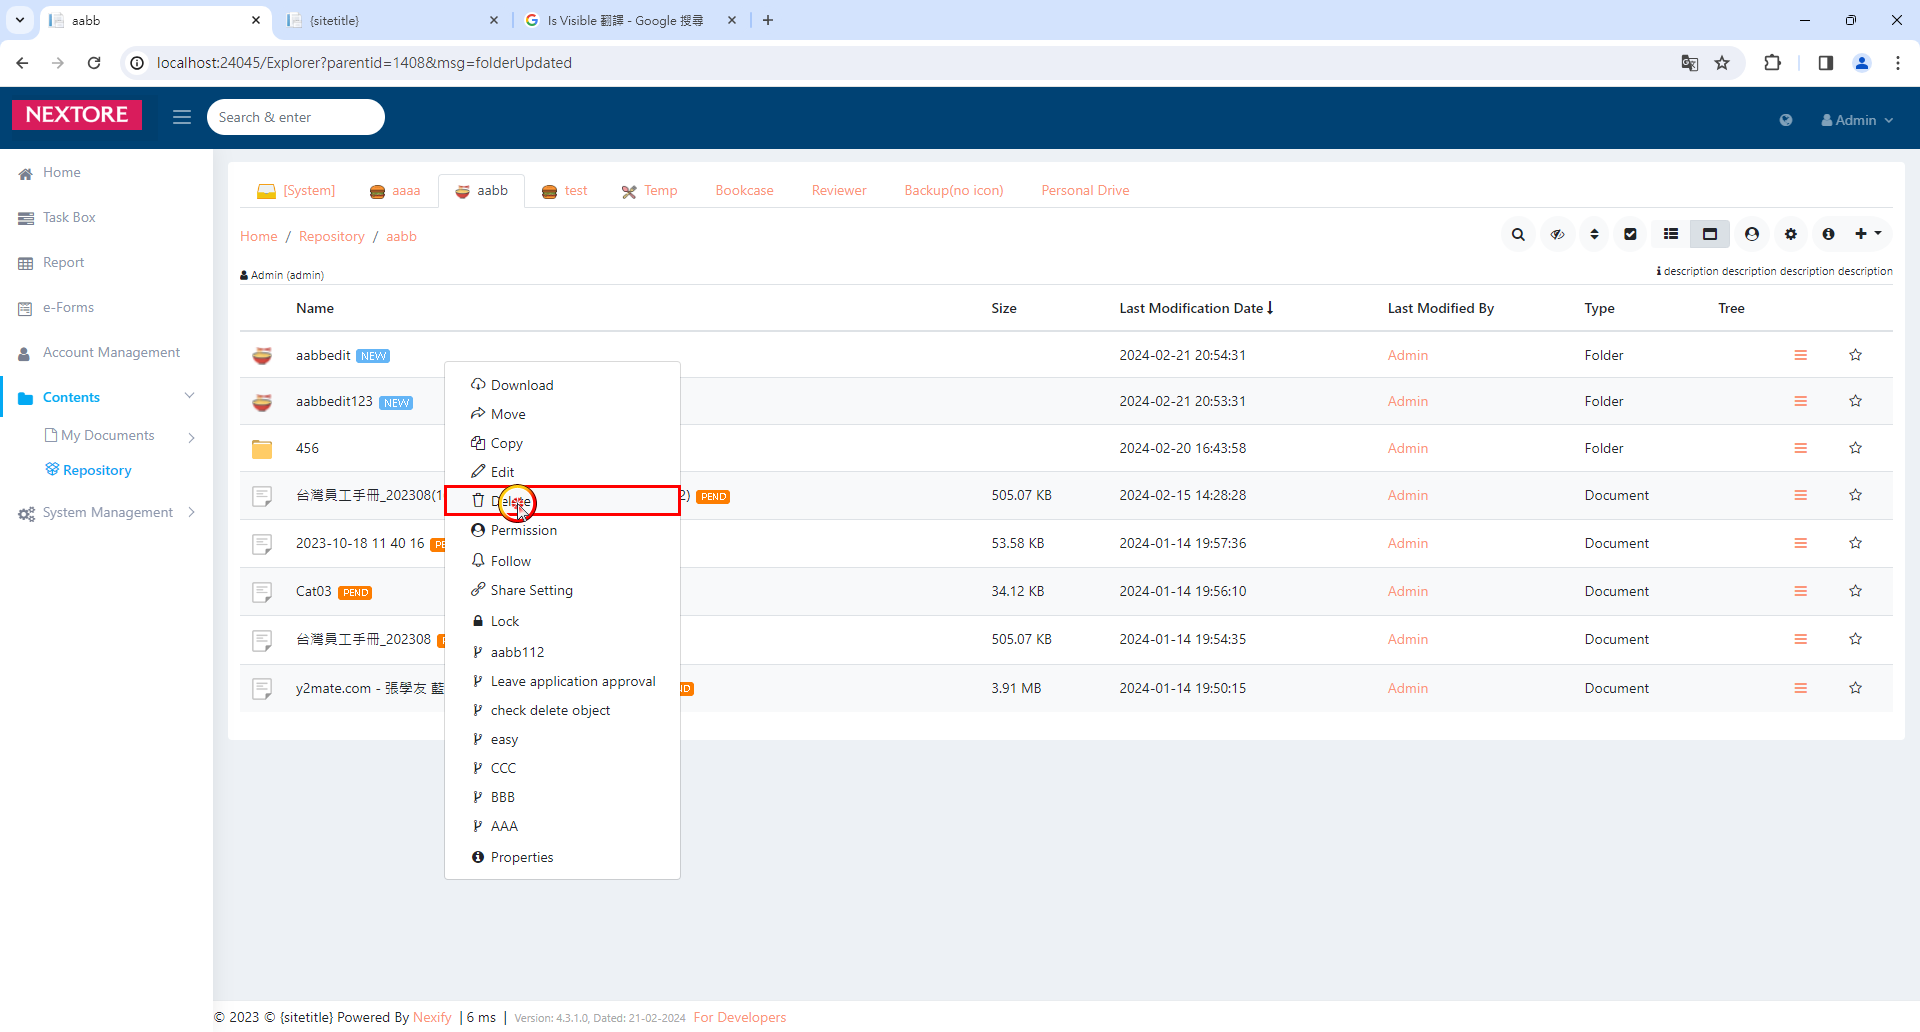 aabb
{sitetitle}
Is Visible 翻譯 - Google 搜尋
localhost:24045/Explorer?parentid=1408&msg=folderUpdated
NEXTORE
Search & enter
Admin
Home
Task Box
Report
e-Forms
Account Management
Contents
My Documents
Repository
System Management
[System]
aaaa
aabb
test
Temp
Bookcase
Reviewer
Backup(no icon)
Personal Drive
Home / Repository / aabb
Admin (admin)
description description description description
Name Size Last Modification Date Last Modified By Type Tree
aabbedit NEW 2024-02-21 20:54:31 Admin Folder
aabbedit123 NEW 2024-02-21 20:53:31 Admin Folder
456 2024-02-20 16:43:58 Admin Folder
台灣員工手冊_202308(1 2) PEND 505.07 KB 2024-02-15 14:28:28 Admin Document
2023-10-18 11 40 16 PE 53.58 KB 2024-01-14 19:57:36 Admin Document
Cat03 PEND 34.12 KB 2024-01-14 19:56:10 Admin Document
台灣員工手冊_202308 505.07 KB 2024-01-14 19:54:35 Admin Document
y2mate.com - 張學友 藍 ND 3.91 MB 2024-01-14 19:50:15 Admin Document
Download
Move
Copy
Edit
Delete
Permission
Follow
Share Setting
Lock
aabb112
Leave application approval
check delete object
easy
CCC
BBB
AAA
Properties
© 2023 © {sitetitle} Powered By Nexify | 6 ms | Version: 4.3.1.0, Dated: 21-02-2024 For Developers